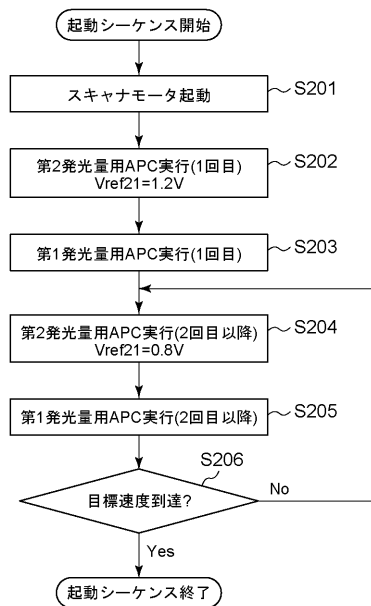 起動シーケンス開始
スキャナモータ起動
S201
第2発光量用APC実行(1回目)
Vref21=1.2V
S202
第1発光量用APC実行(1回目)
S203
第2発光量用APC実行(2回目以降)
Vref21=0.8V
S204
第1発光量用APC実行(2回目以降)
S205
S206
目標速度到達?
No
Yes
起動シーケンス終了